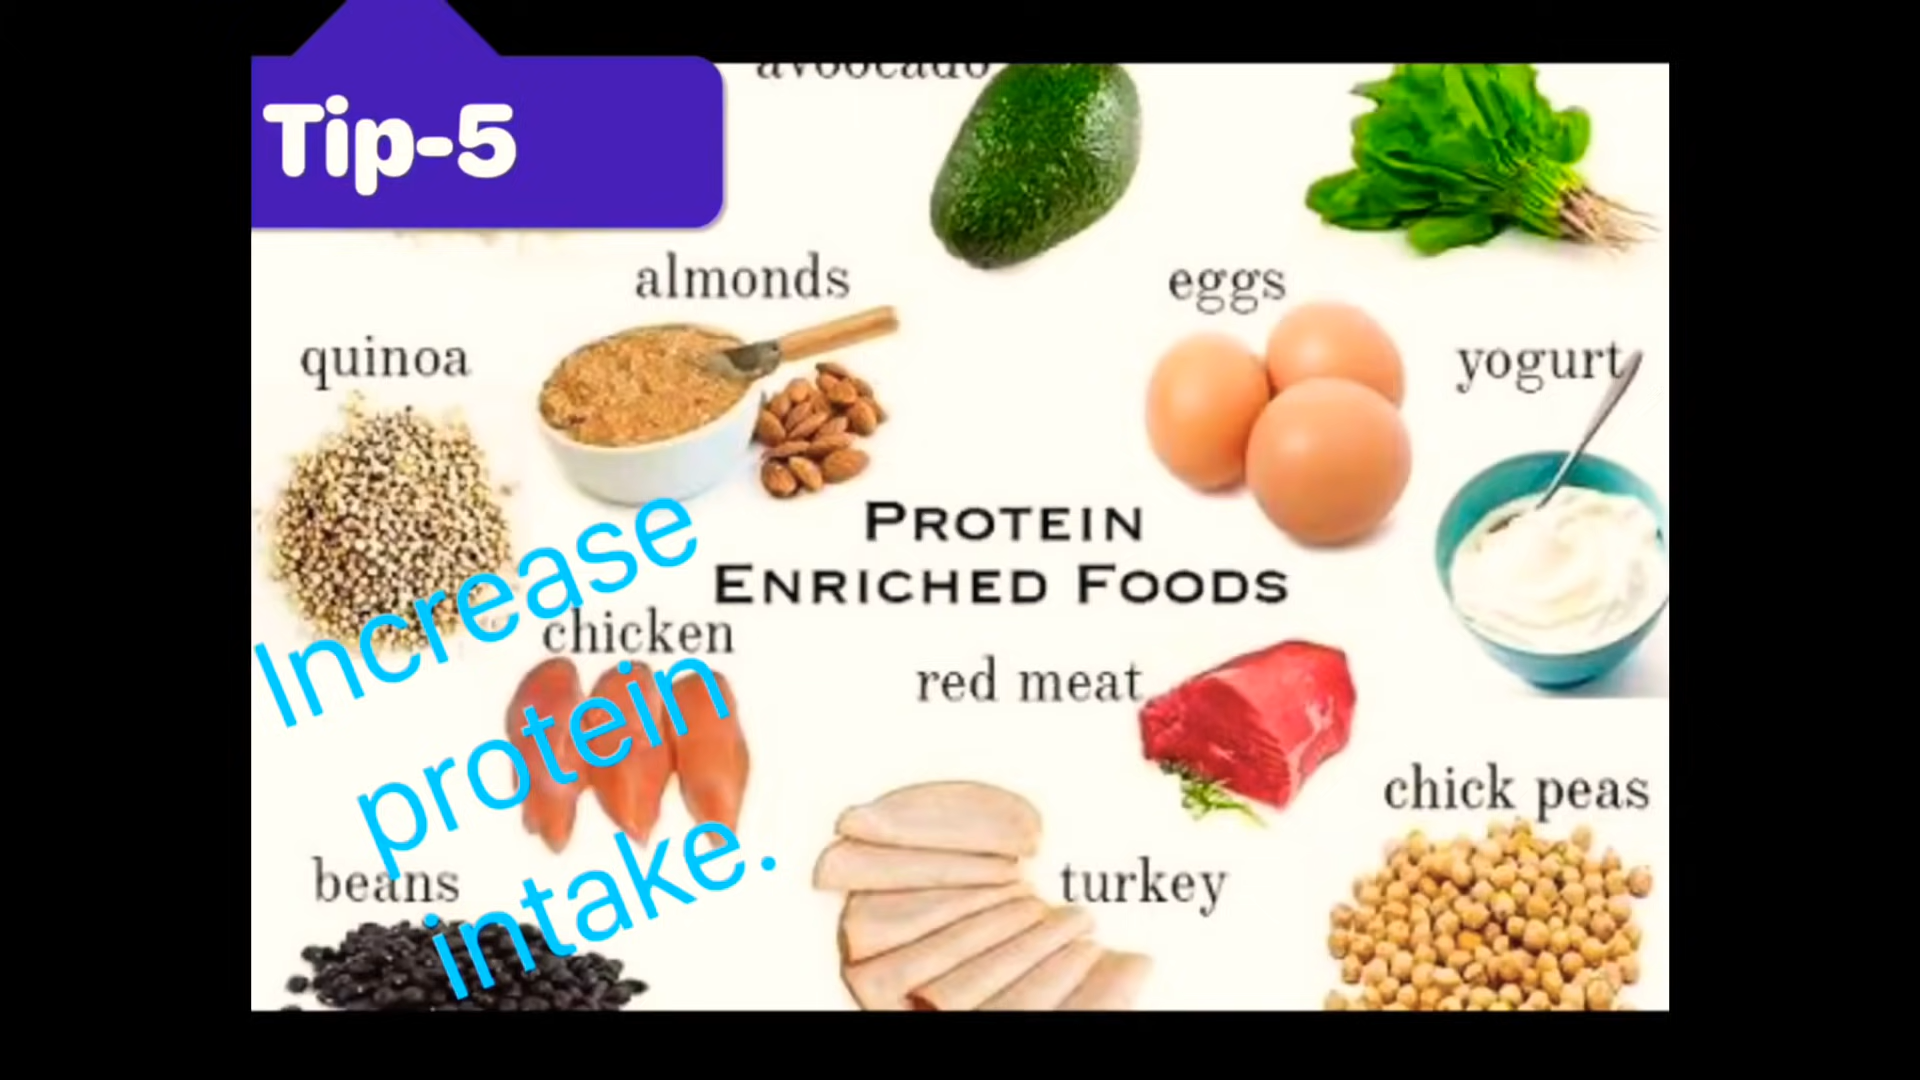 Tip-5
avoocado
almonds
eggs
quinoa
yogurt
PROTEIN
ENRICHED FOODS
Increase
protein
intake.
chicken
red meat
chick peas
beans
turkey